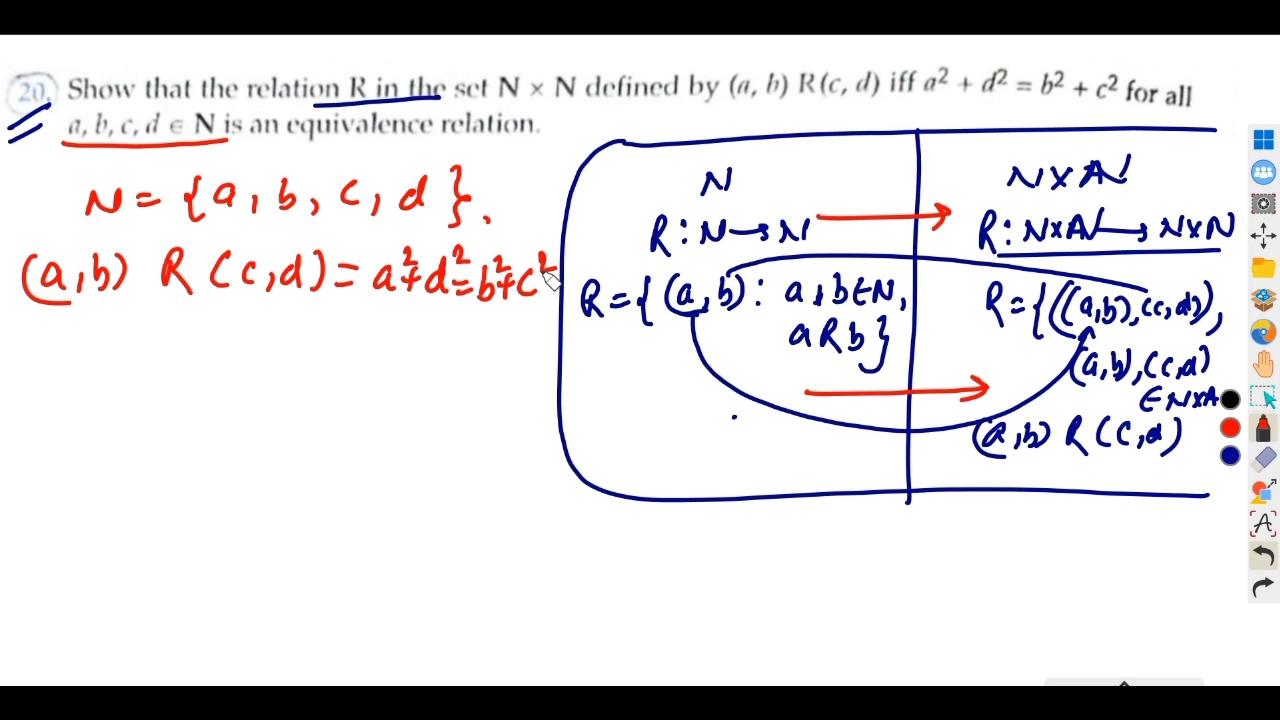 20. Show that the relation R in the set N × N defined by (a, b) R (c, d) iff a² + d² = b² + c² for all
a, b, c, d ∈ N is an equivalence relation.
N = {a, b, c, d}.
(a,b) R (c,d) = a²+d²=b²+c²
N
R : N → N
R={ (a,b) : a,b∈N,
a R b}
N×N
R : N×N → N×N
R={((a,b),(c,d)),
(a,b),(c,d)
∈ N×N
(a,b) R (c,d)
A